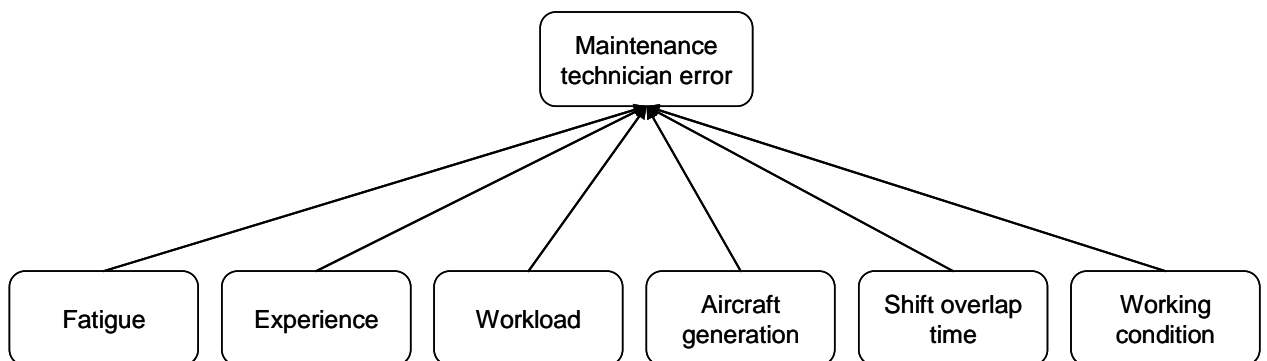 Maintenance
technician error
Fatigue
Experience
Workload
Aircraft
generation
Shift overlap
time
Working
condition